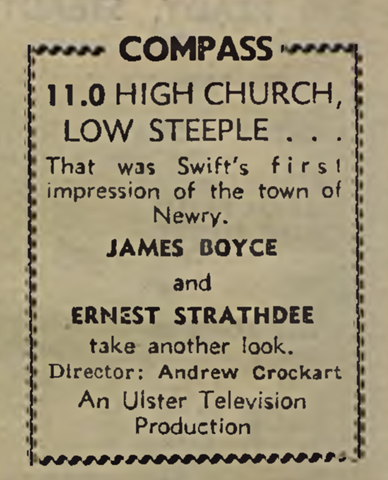 COMPASS
11.0 HIGH CHURCH,
LOW STEEPLE . . .
That was Swift's first
impression of the town of
Newry.
JAMES BOYCE
and
ERNEST STRATHDEE
take another look.
Director: Andrew Crockart
An Ulster Television
Production